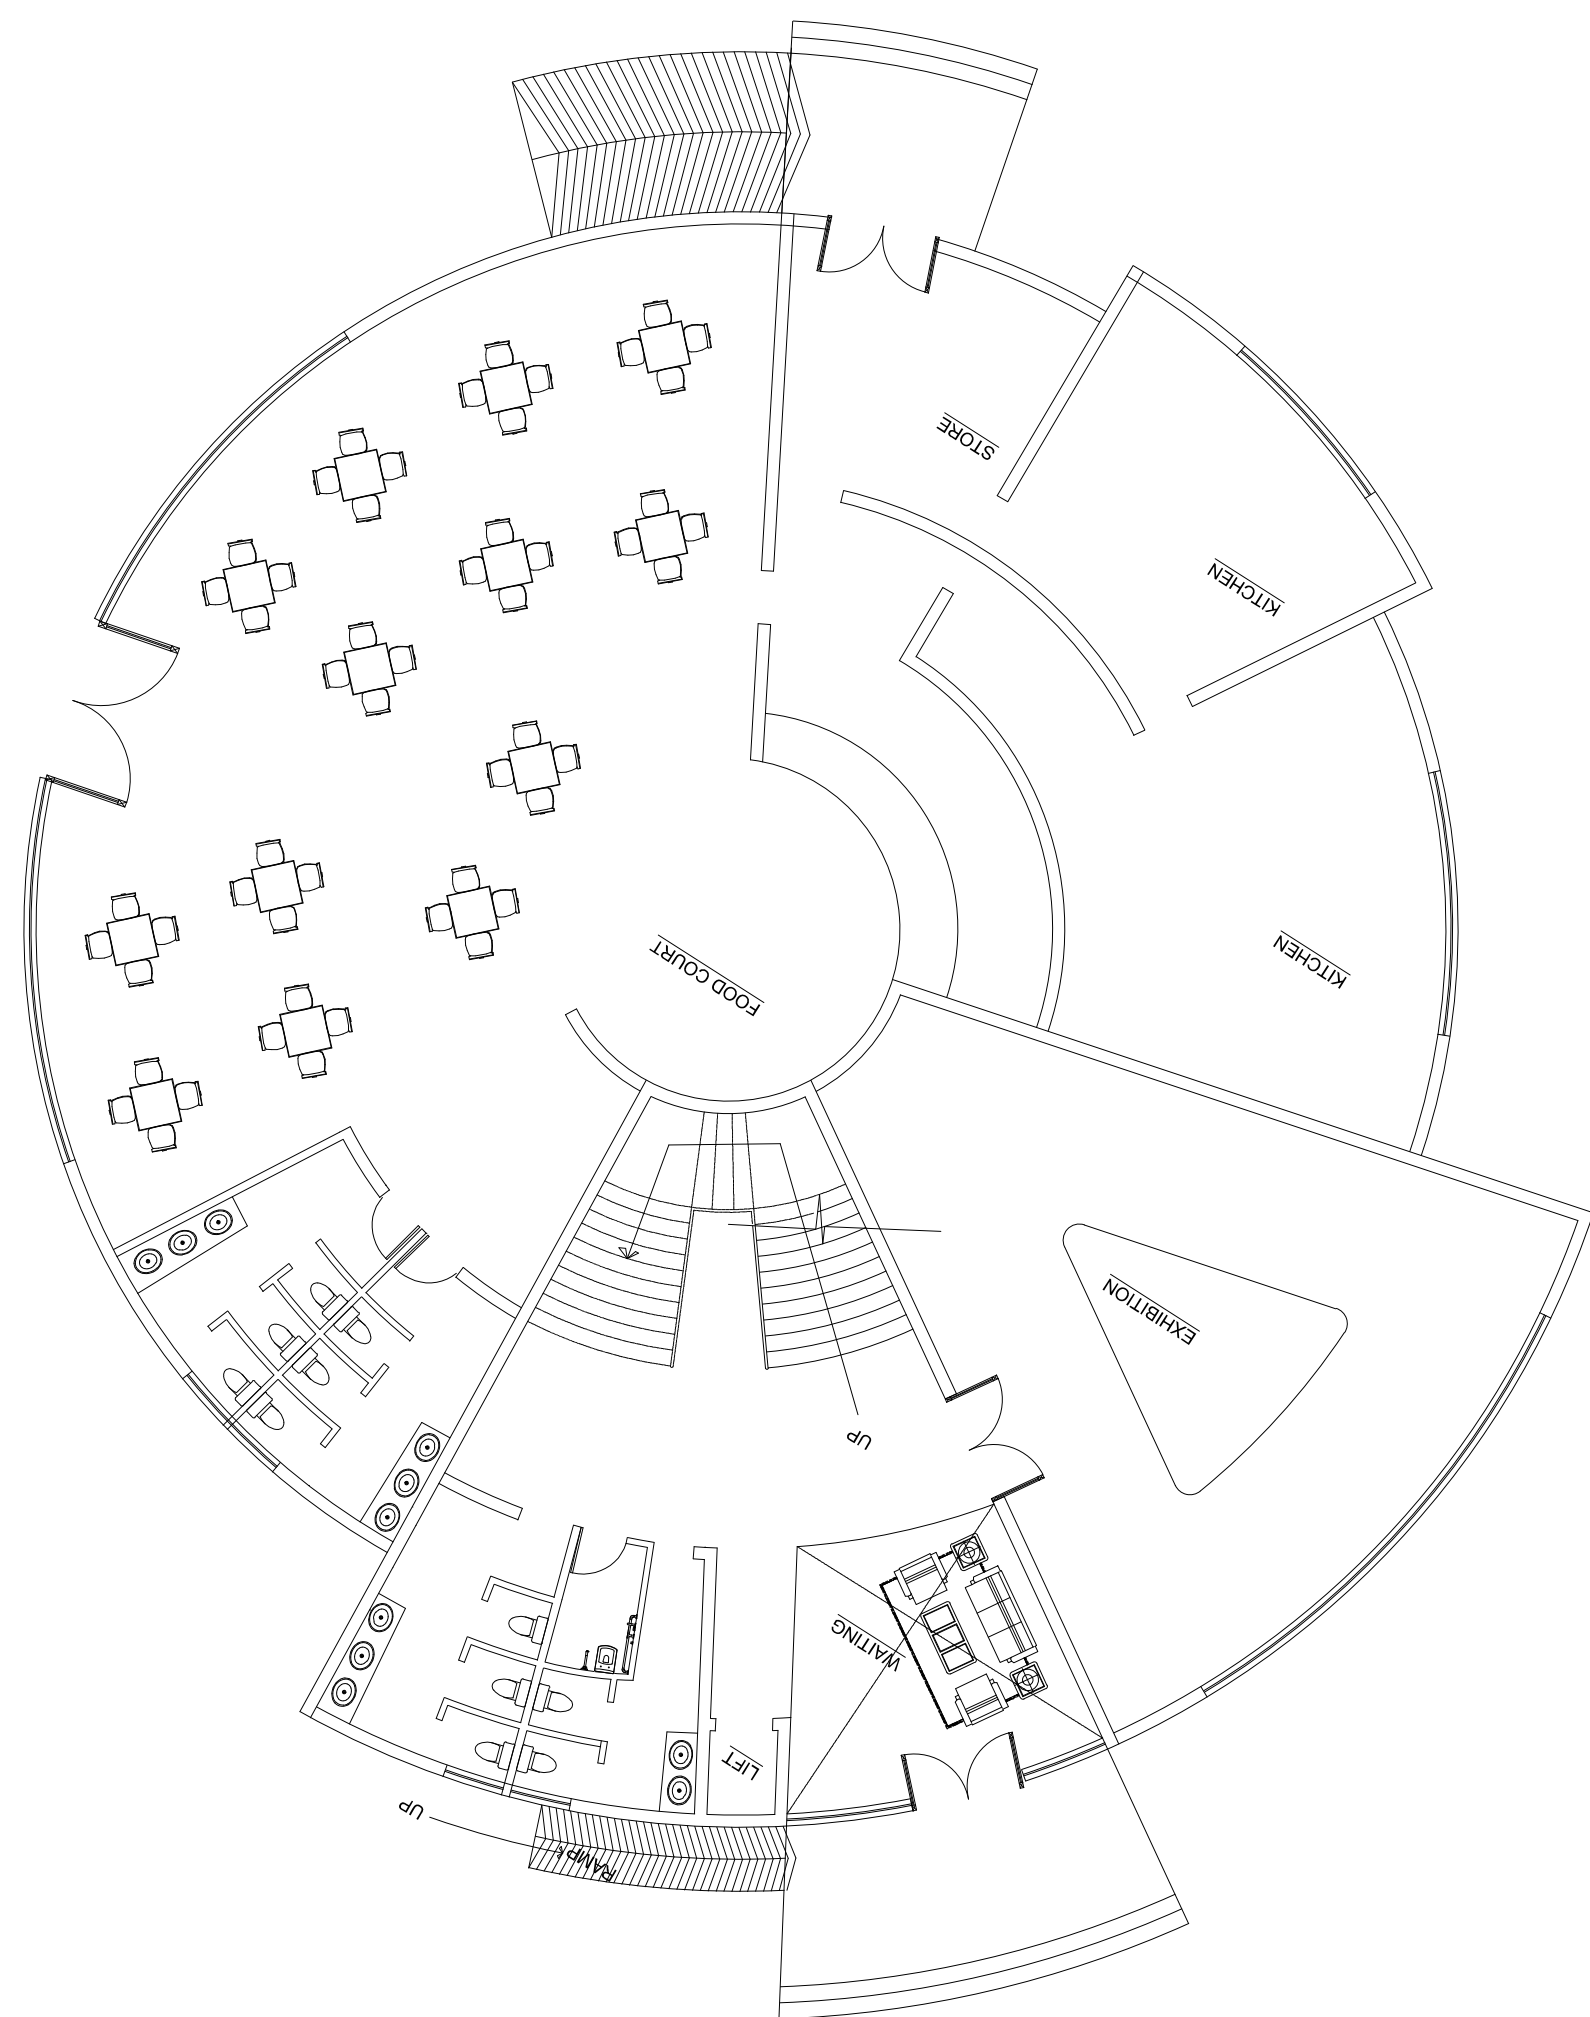 STORE
KITCHEN
KITCHEN
FOOD COURT
EXHIBITION
UP
WAITING
LIFT
UP
RAMP